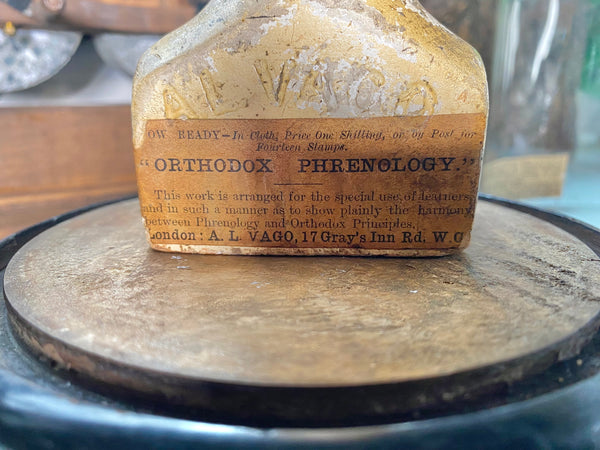 A L VAGO
OW READY—In Cloth, Price One Shilling, or by Post for
Fourteen Stamps.
"ORTHODOX PHRENOLOGY."
This work is arranged for the special use of learners
and in such a manner as to show plainly the harmony
between Phrenology and Orthodox Principles.
London: A. L. VAGO, 17 Gray's Inn Rd. W.C